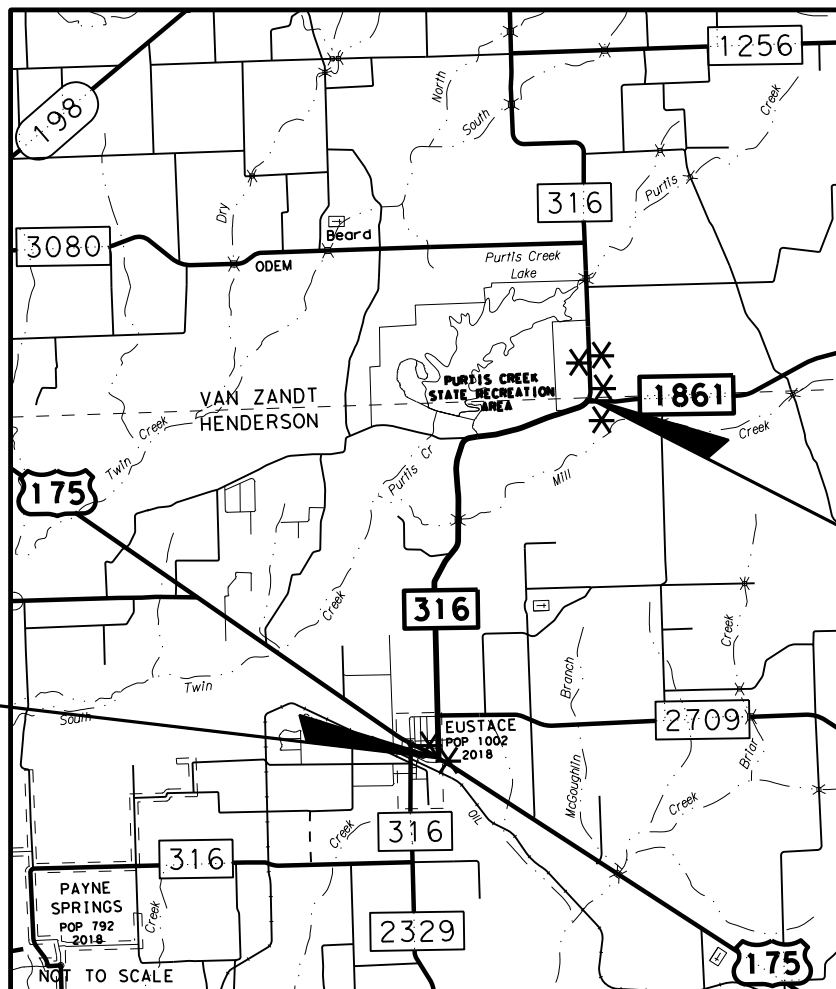 1256
198
North
South
Creek
316
Purtis
Dry
3080
Beard
ODEM
Purtis Creek
Lake
PURTIS CREEK
STATE RECREATION
AREA
1861
VAN ZANDT
HENDERSON
Creek
Twin
Creek
175
Purtis Cr
Mill
316
Creek
Creek
Twin
South
Branch
McGoughlin
EUSTACE
POP 1002
2018
2709
Briar
Creek
OIL
316
Creek
316
PAYNE
SPRINGS
POP 792
2018
Creek
2329
175
NOT TO SCALE